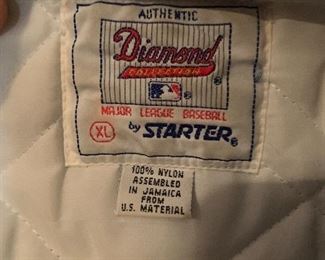 AUTHENTIC
Diamond
COLLECTION
MAJOR LEAGUE BASEBALL
XL by STARTER®
100% NYLON
ASSEMBLED
IN JAMAICA
FROM
U.S. MATERIAL